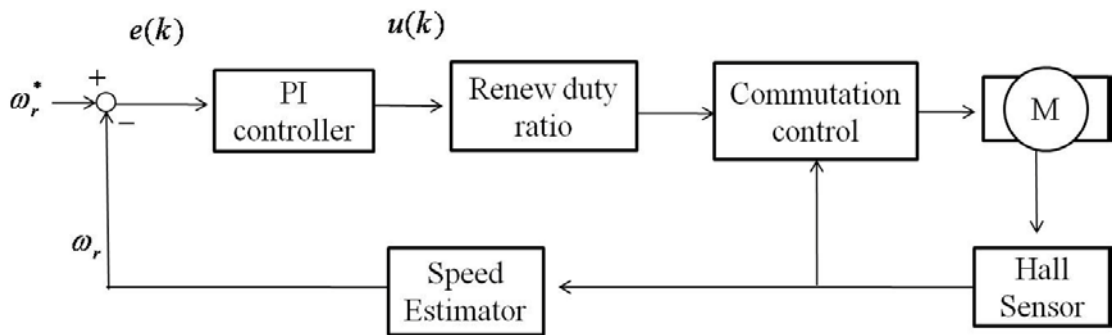 e(k)
u(k)
+
ω_r^*
−
PI
controller
Renew duty
ratio
Commutation
control
M
ω_r
Speed
Estimator
Hall
Sensor